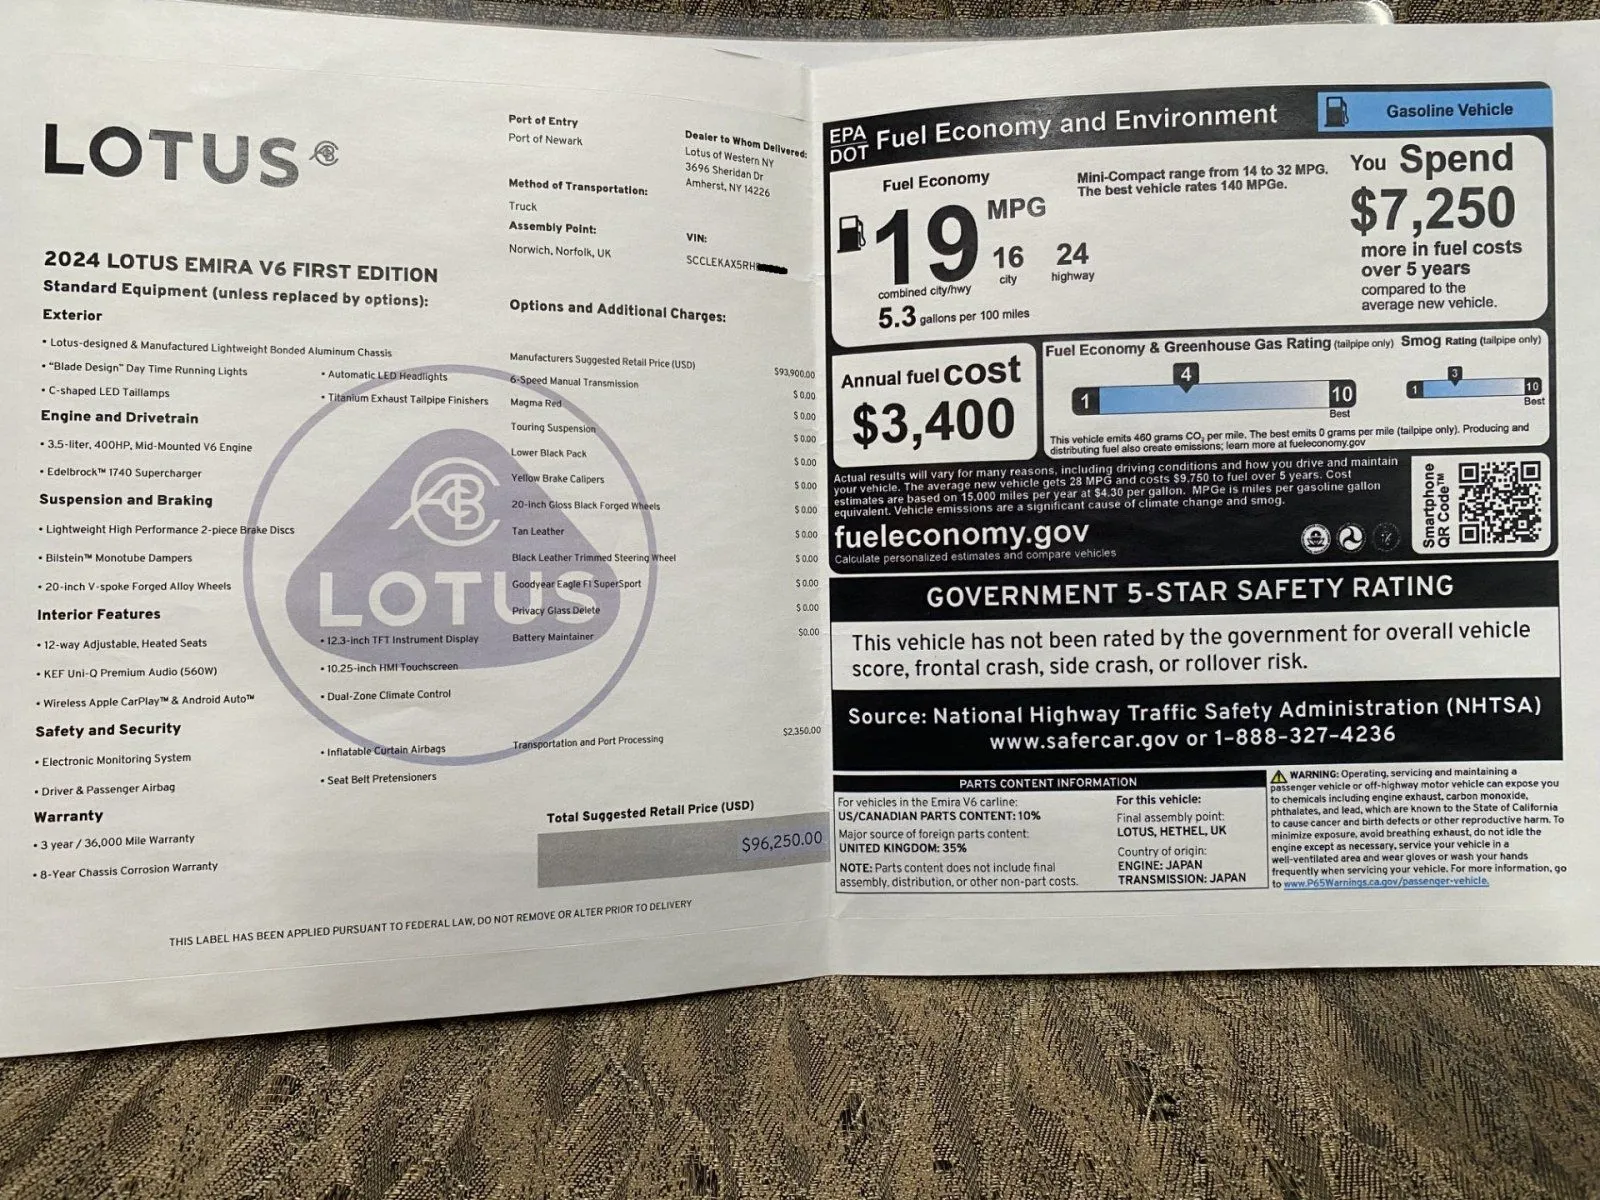 LOTUS
Port of Entry
Port of Newark
Method of Transportation:
Truck
Assembly Point:
Norwich, Norfolk, UK
Dealer to Whom Delivered:
Lotus of Western NY
3696 Sheridan Dr
Amherst, NY 14226
VIN:
SCCLEKAX5RH
2024 LOTUS EMIRA V6 FIRST EDITION
Standard Equipment (unless replaced by options):
Exterior
• Lotus-designed & Manufactured Lightweight Bonded Aluminum Chassis
• "Blade Design" Day Time Running Lights
• Automatic LED Headlights
• C-shaped LED Taillamps
• Titanium Exhaust Tailpipe Finishers
Engine and Drivetrain
• 3.5-liter, 400HP, Mid-Mounted V6 Engine
• Edelbrock™ 1740 Supercharger
Suspension and Braking
• Lightweight High Performance 2-piece Brake Discs
• Bilstein™ Monotube Dampers
• 20-inch V-spoke Forged Alloy Wheels
Interior Features
• 12-way Adjustable, Heated Seats
• 12.3-inch TFT Instrument Display
• KEF Uni-Q Premium Audio (560W)
• 10.25-inch HMI Touchscreen
• Wireless Apple CarPlay™ & Android Auto™
• Dual-Zone Climate Control
Safety and Security
• Electronic Monitoring System
• Inflatable Curtain Airbags
• Driver & Passenger Airbag
• Seat Belt Pretensioners
Warranty
• 3 year / 36,000 Mile Warranty
• 8-Year Chassis Corrosion Warranty
LOTUS
Options and Additional Charges:
Manufacturers Suggested Retail Price (USD) $93,900.00
6-Speed Manual Transmission $ 0.00
Magma Red $ 0.00
Touring Suspension $ 0.00
Lower Black Pack $ 0.00
Yellow Brake Calipers $ 0.00
20-inch Gloss Black Forged Wheels $ 0.00
Tan Leather $ 0.00
Black Leather Trimmed Steering Wheel $ 0.00
Goodyear Eagle F1 SuperSport $ 0.00
Privacy Glass Delete $ 0.00
Battery Maintainer $0.00
Transportation and Port Processing $2,350.00
Total Suggested Retail Price (USD)
$96,250.00
THIS LABEL HAS BEEN APPLIED PURSUANT TO FEDERAL LAW, DO NOT REMOVE OR ALTER PRIOR TO DELIVERY
EPA
DOT
Fuel Economy and Environment
Gasoline Vehicle
Fuel Economy
19 MPG
combined city/hwy
16
city
24
highway
5.3 gallons per 100 miles
Mini-Compact range from 14 to 32 MPG.
The best vehicle rates 140 MPGe.
You Spend
$7,250
more in fuel costs
over 5 years
compared to the
average new vehicle.
Annual fuel cost
$3,400
Fuel Economy & Greenhouse Gas Rating (tailpipe only)
1
4
10
Best
Smog Rating (tailpipe only)
1
3
10
Best
This vehicle emits 460 grams CO2 per mile. The best emits 0 grams per mile (tailpipe only). Producing and
distributing fuel also create emissions; learn more at fueleconomy.gov
Actual results will vary for many reasons, including driving conditions and how you drive and maintain
your vehicle. The average new vehicle gets 28 MPG and costs $9,750 to fuel over 5 years. Cost
estimates are based on 15,000 miles per year at $4.30 per gallon. MPGe is miles per gasoline gallon
equivalent. Vehicle emissions are a significant cause of climate change and smog.
fueleconomy.gov
Calculate personalized estimates and compare vehicles
Smartphone
QR Code™
GOVERNMENT 5-STAR SAFETY RATING
This vehicle has not been rated by the government for overall vehicle
score, frontal crash, side crash, or rollover risk.
Source: National Highway Traffic Safety Administration (NHTSA)
www.safercar.gov or 1-888-327-4236
PARTS CONTENT INFORMATION
For vehicles in the Emira V6 carline:
US/CANADIAN PARTS CONTENT: 10%
Major source of foreign parts content:
UNITED KINGDOM: 35%
NOTE: Parts content does not include final
assembly, distribution, or other non-part costs.
For this vehicle:
Final assembly point:
LOTUS, HETHEL, UK
Country of origin:
ENGINE: JAPAN
TRANSMISSION: JAPAN
WARNING: Operating, servicing and maintaining a
passenger vehicle or off-highway motor vehicle can expose you
to chemicals including engine exhaust, carbon monoxide,
phthalates, and lead, which are known to the State of California
to cause cancer and birth defects or other reproductive harm. To
minimize exposure, avoid breathing exhaust, do not idle the
engine except as necessary, service your vehicle in a
well-ventilated area and wear gloves or wash your hands
frequently when servicing your vehicle. For more information, go
to www.P65Warnings.ca.gov/passenger-vehicle.